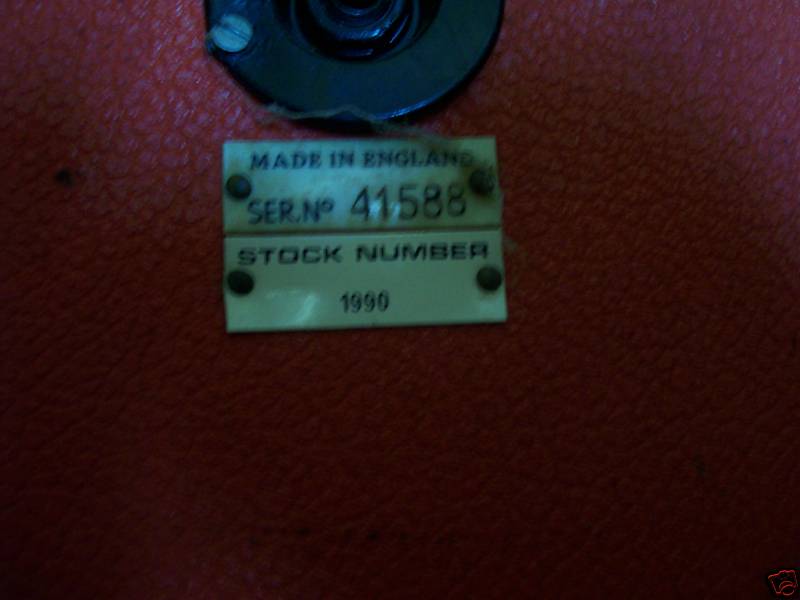 MADE IN ENGLAND
SER. Nº 41588
STOCK NUMBER
1990